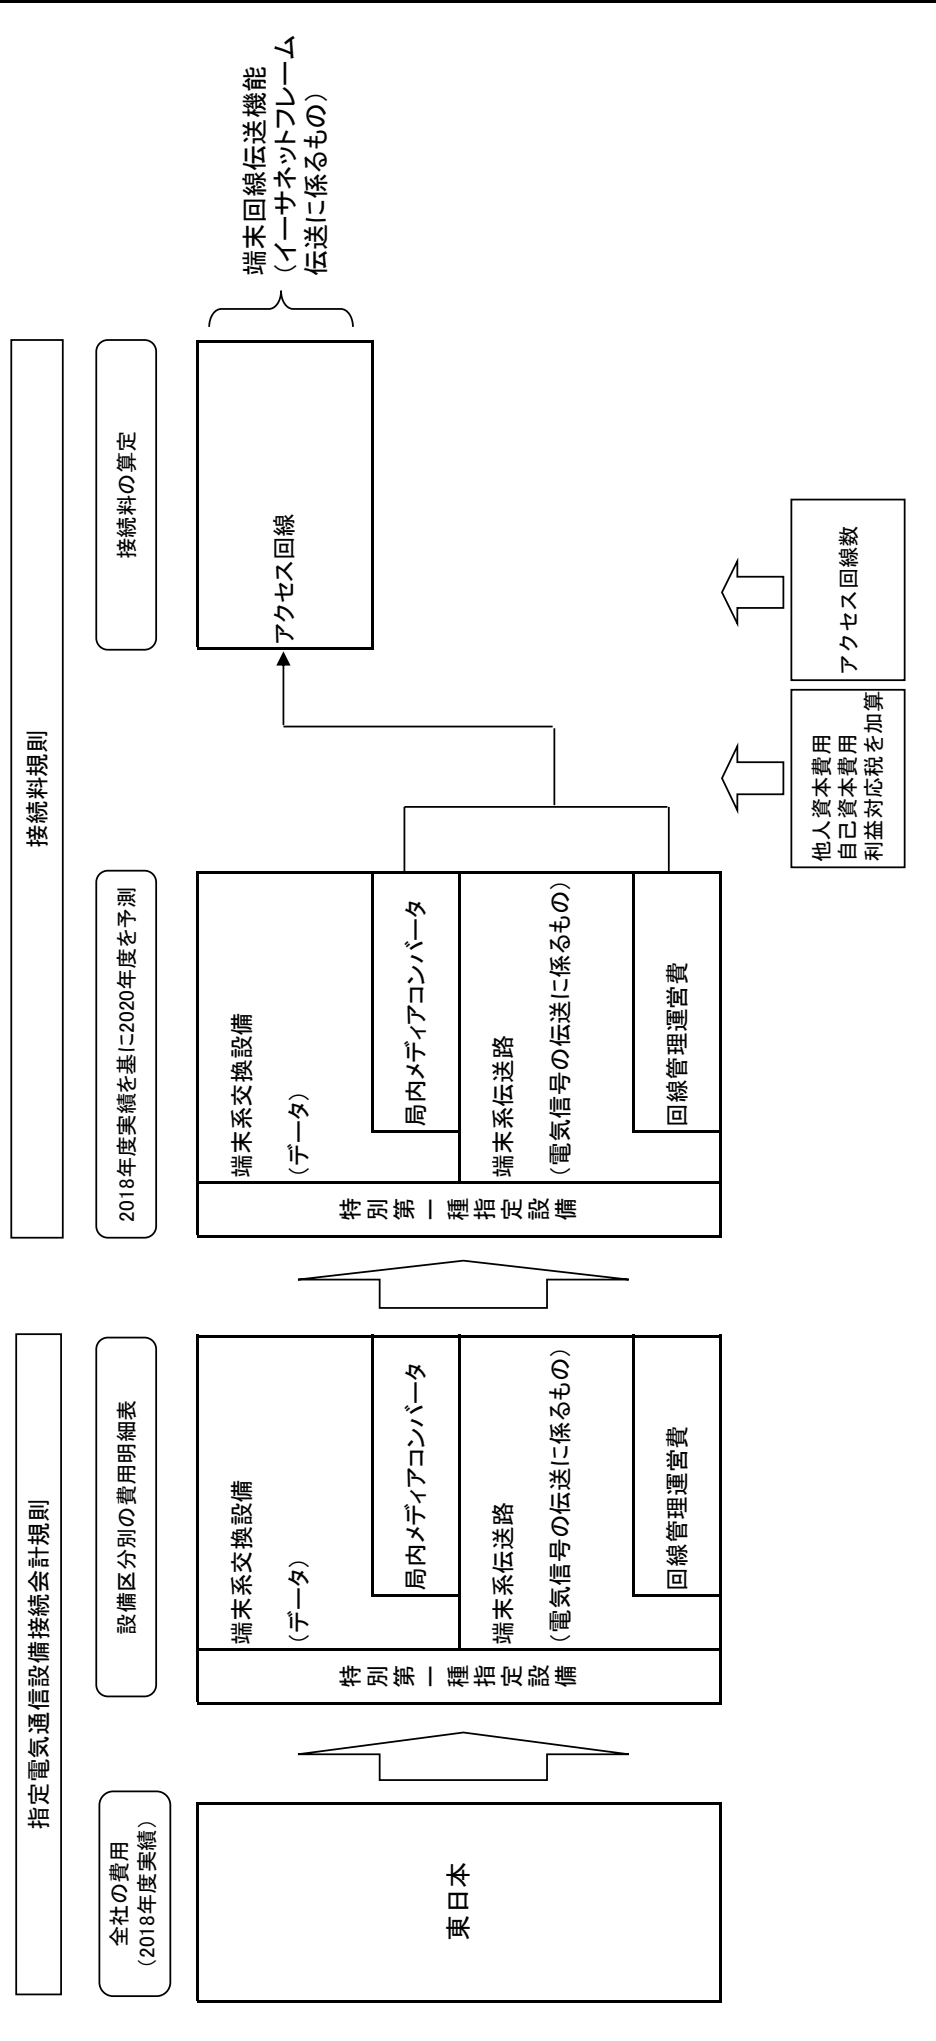 指定電気通信設備接続会計規則
接続料規則
全社の費用
（2018年度実績）
設備区分別の費用明細表
2018年度実績を基に2020年度を予測
接続料の算定
東日本
特別第一種指定設備
端末系交換設備
（データ）
局内メディアコンバータ
端末系伝送路
（電気信号の伝送に係るもの）
回線管理運営費
特別第一種指定設備
端末系交換設備
（データ）
局内メディアコンバータ
端末系伝送路
（電気信号の伝送に係るもの）
回線管理運営費
アクセス回線
端末回線伝送機能
（イーサネットフレーム
伝送に係るもの）
他人資本費用
自己資本費用
利益対応税を加算
アクセス回線数